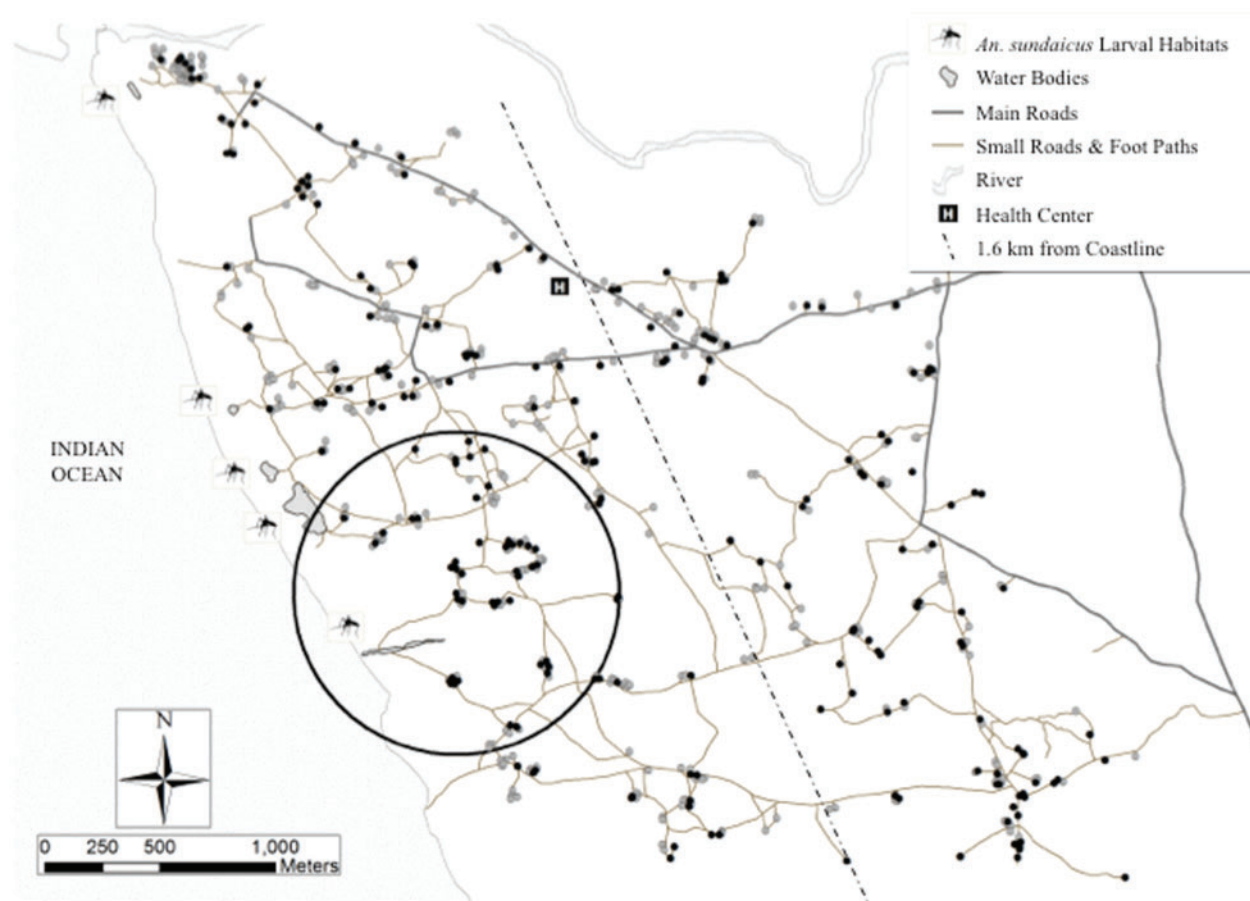 An. sundaicus Larval Habitats
Water Bodies
Main Roads
Small Roads & Foot Paths
River
H Health Center
1.6 km from Coastline
H
INDIAN
OCEAN
N
0 250 500 1,000
Meters